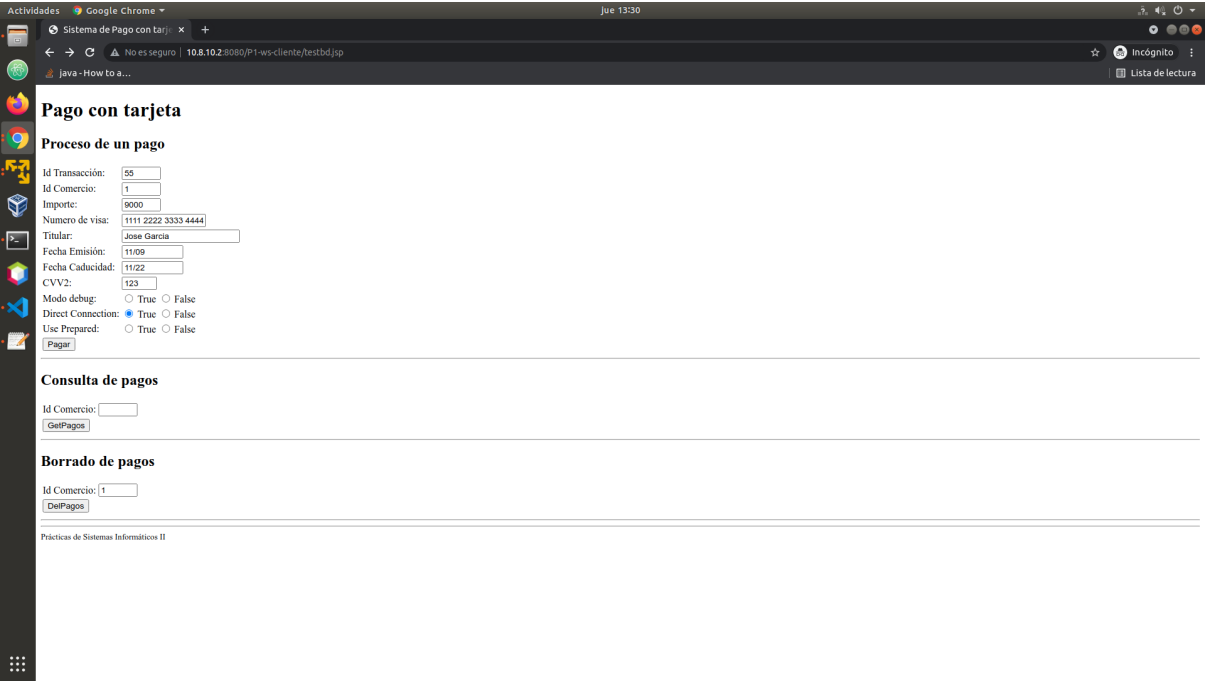 Actividades Google Chrome jue 13:30
Sistema de Pago con tarje
No es seguro 10.8.10.2:8080/P1-ws-cliente/testbd.jsp Incógnito
java - How to a... Lista de lectura
Pago con tarjeta
Proceso de un pago
Id Transacción: 55
Id Comercio: 1
Importe: 9000
Numero de visa: 1111 2222 3333 4444
Titular: Jose Garcia
Fecha Emisión: 11/09
Fecha Caducidad: 11/22
CVV2: 123
Modo debug: True False
Direct Connection: True False
Use Prepared: True False
Pagar
Consulta de pagos
Id Comercio:
GetPagos
Borrado de pagos
Id Comercio: 1
DelPagos
Prácticas de Sistemas Informáticos II